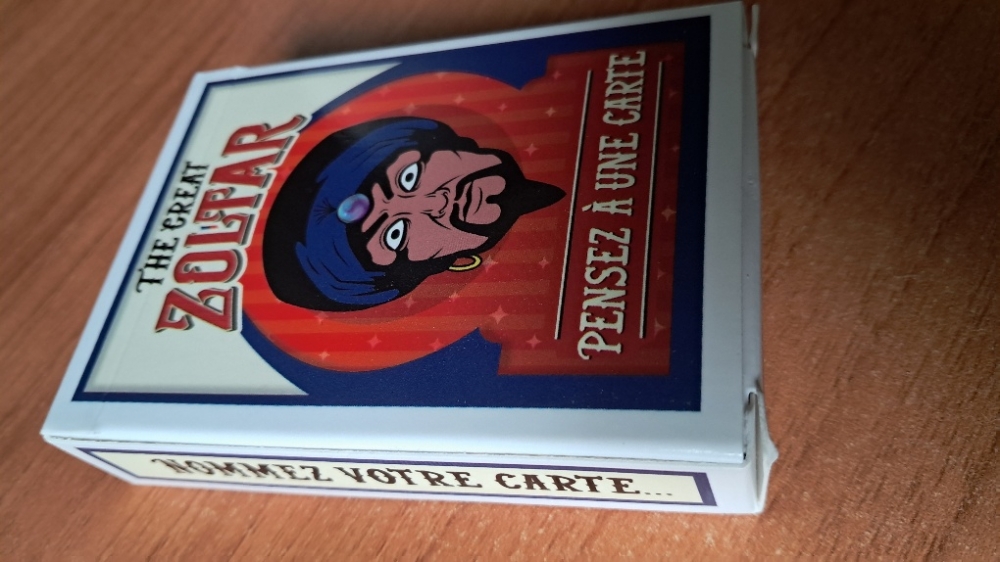 THE GREAT
ZOLTAR
PENSEZ À UNE CARTE
NOMMEZ VOTRE CARTE...